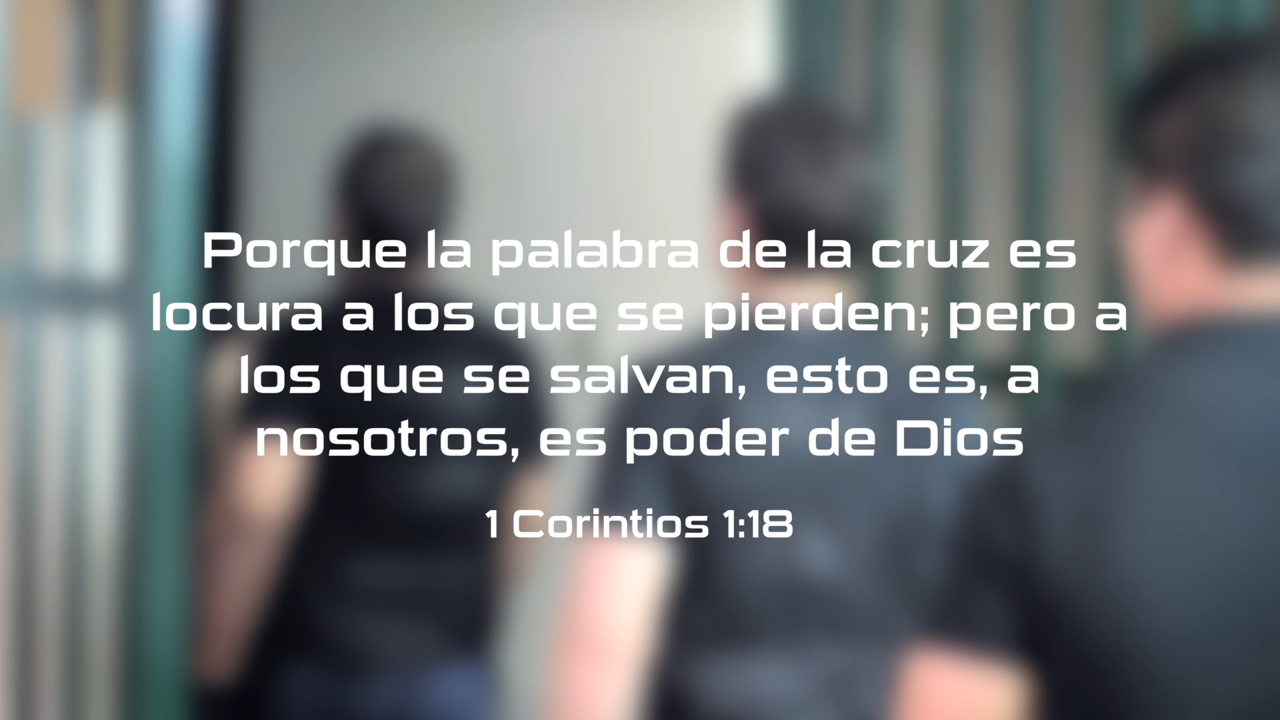 Porque la palabra de la cruz es
locura a los que se pierden; pero a
los que se salvan, esto es, a
nosotros, es poder de Dios
1 Corintios 1:18